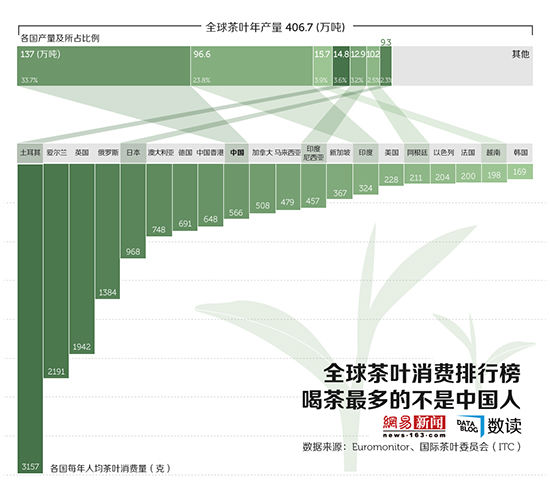 全球茶叶年产量 406.7 (万吨)
各国产量及所占比例
9.3
137 (万吨) 96.6 15.7 14.8 12.9 10.2 其他
33.7% 23.8% 3.9% 3.6% 3.2% 2.5% 2.3%
土耳其 爱尔兰 英国 俄罗斯 日本 澳大利亚 德国 中国香港 中国 加拿大 马来西亚 印度尼西亚 新加坡 印度 美国 阿根廷 以色列 法国 越南 韩国
3157 2191 1942 1384 968 748 691 648 566 508 479 457 367 324 228 211 204 200 198 169
全球茶叶消费排行榜
喝茶最多的不是中国人
網易新闻 DATA BLOG 数读
news·163.com
数据来源：Euromonitor、国际茶叶委员会（ITC）
各国每年人均茶叶消费量（克）